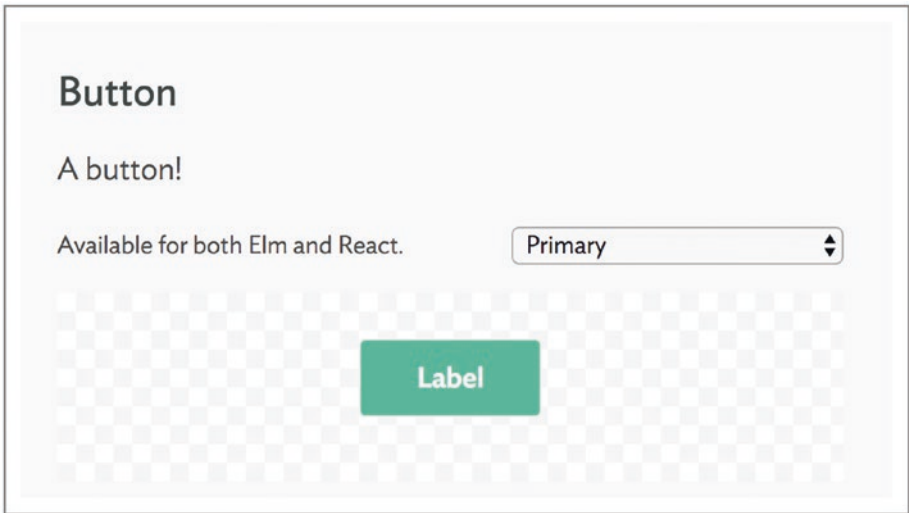 Button
A button!
Available for both Elm and React.
Primary
Label